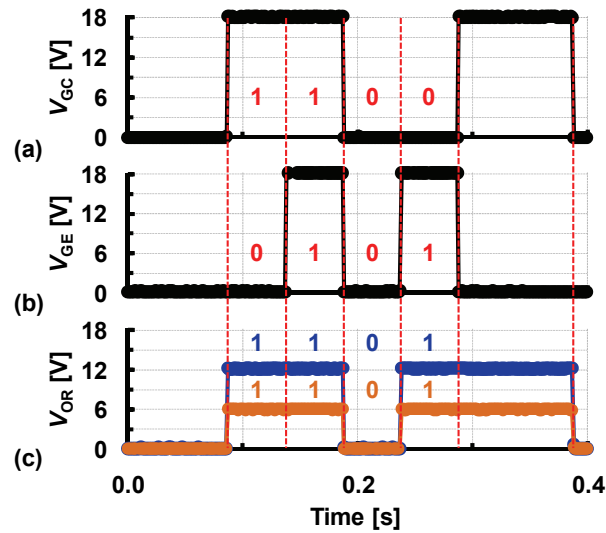 18
12
6
0
V_GC [V]
1 1 0 0
(a)
18
12
6
0
V_GE [V]
0 1 0 1
(b)
18
12
6
0
V_OR [V]
1 1 0 1
1 1 0 1
(c)
0.0 0.2 0.4
Time [s]